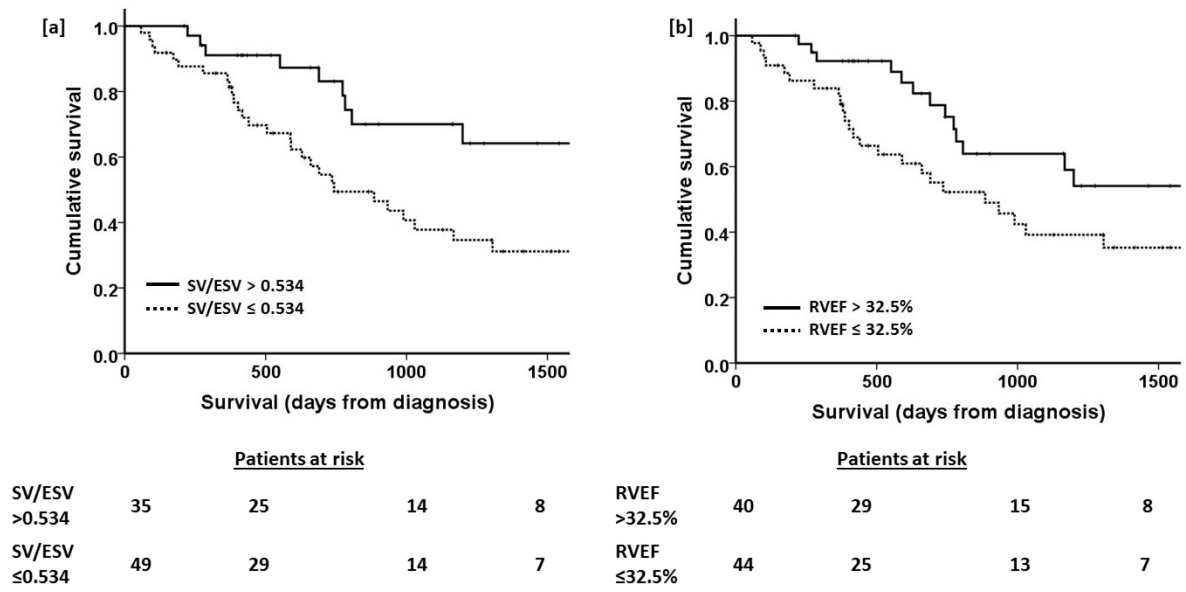 [a]
1.0
0.8
0.6
0.4
0.2
0.0
Cumulative survival
SV/ESV > 0.534
SV/ESV ≤ 0.534
0 500 1000 1500
Survival (days from diagnosis)
Patients at risk
SV/ESV
>0.534 35 25 14 8
SV/ESV
≤0.534 49 29 14 7
[b]
1.0
0.8
0.6
0.4
0.2
0.0
Cumulative survival
RVEF > 32.5%
RVEF ≤ 32.5%
0 500 1000 1500
Survival (days from diagnosis)
Patients at risk
RVEF
>32.5% 40 29 15 8
RVEF
≤32.5% 44 25 13 7